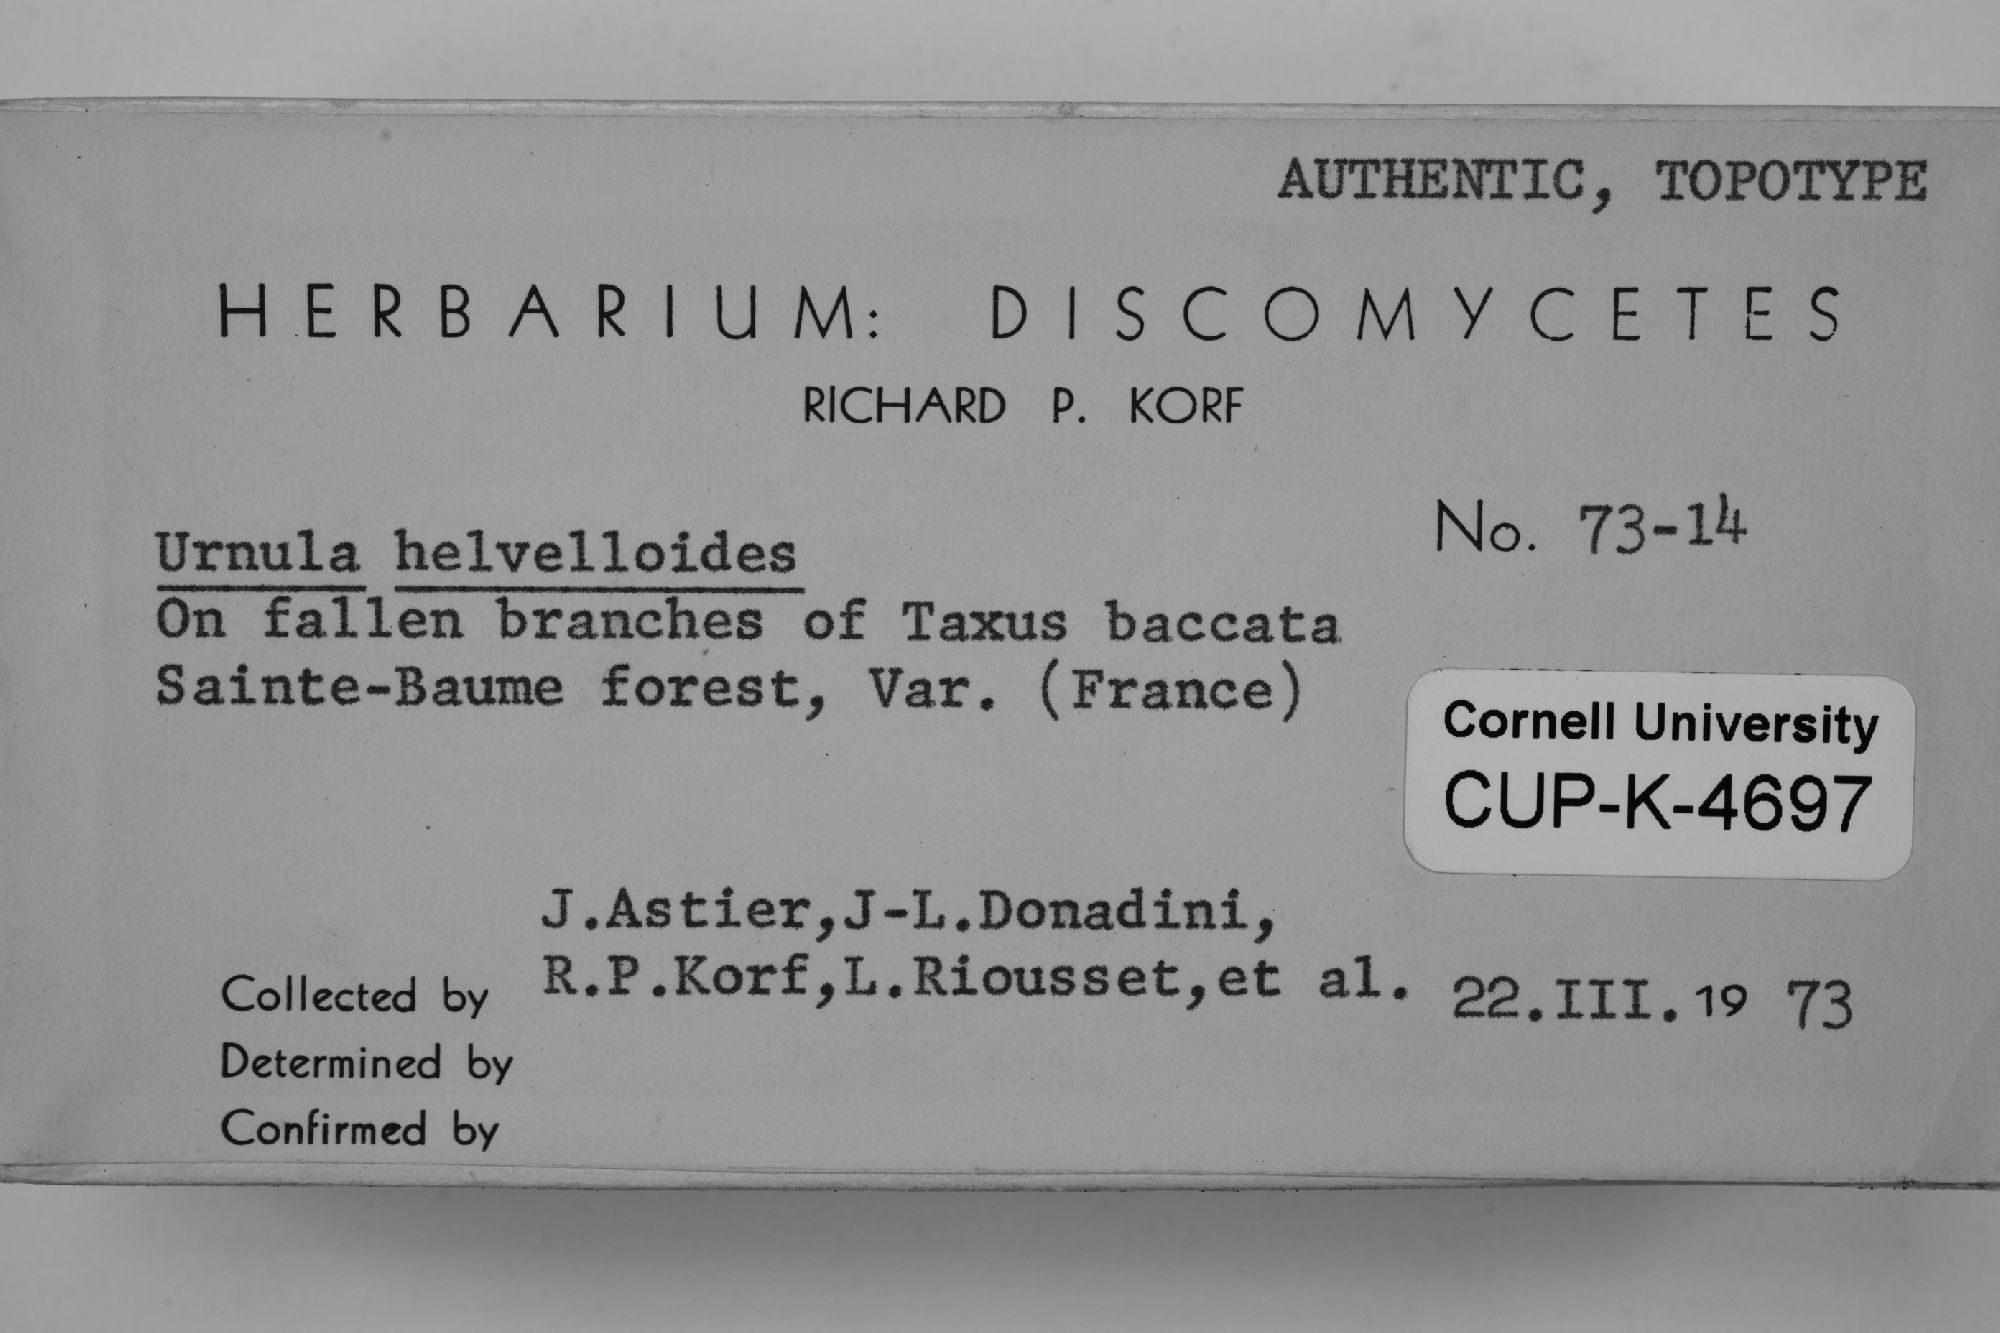 AUTHENTIC, TOPOTYPE
HERBARIUM: DISCOMYCETES
RICHARD P. KORF
No. 73-14
Urnula helvelloides
On fallen branches of Taxus baccata
Sainte-Baume forest, Var. (France)
Cornell University
CUP-K-4697
J.Astier,J-L.Donadini,
Collected by R.P.Korf,L.Riousset,et al. 22.III.19 73
Determined by
Confirmed by